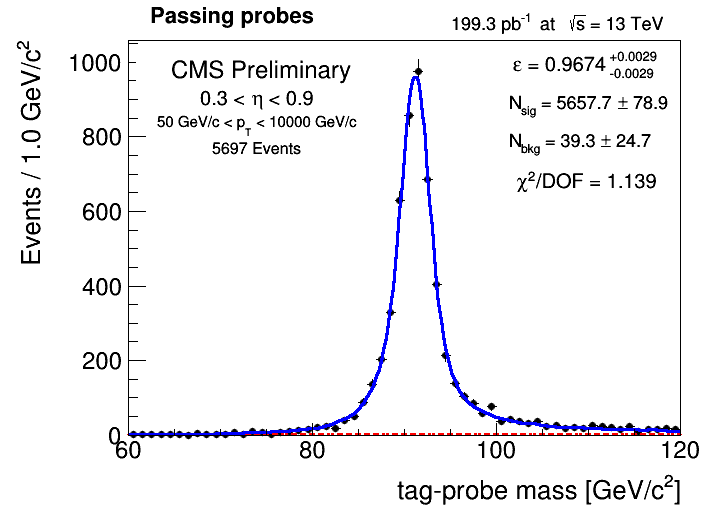 Passing probes
199.3 pb⁻¹ at √s = 13 TeV
CMS Preliminary
0.3 < η < 0.9
50 GeV/c < p_T < 10000 GeV/c
5697 Events
ε = 0.9674 +0.0029 -0.0029
N_sig = 5657.7 ± 78.9
N_bkg = 39.3 ± 24.7
χ²/DOF = 1.139
Events / 1.0 GeV/c²
1000
800
600
400
200
0
60 80 100 120
tag-probe mass [GeV/c²]